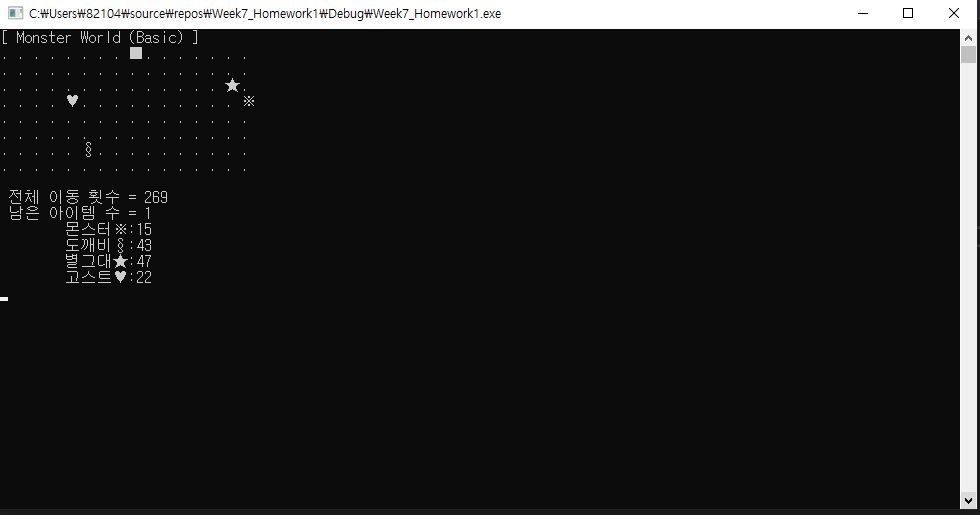 C:₩Users₩82104₩source₩repos₩Week7_Homework1₩Debug₩Week7_Homework1.exe
[ Monster World (Basic) ]
. . . . . . . . ■. . . . . . .
. . . . . . . . . . . . . . . .
. . . . . . . . . . . . . . ★.
. . . . ♥. . . . . . . . . . ※
. . . . . . . . . . . . . . . .
. . . . . . . . . . . . . . . .
. . . . . §. . . . . . . . . .
. . . . . . . . . . . . . . . .
전체 이동 횟수 = 269
남은 아이템 수 = 1
몬스터※:15
도깨비§:43
별그대★:47
고스트♥:22